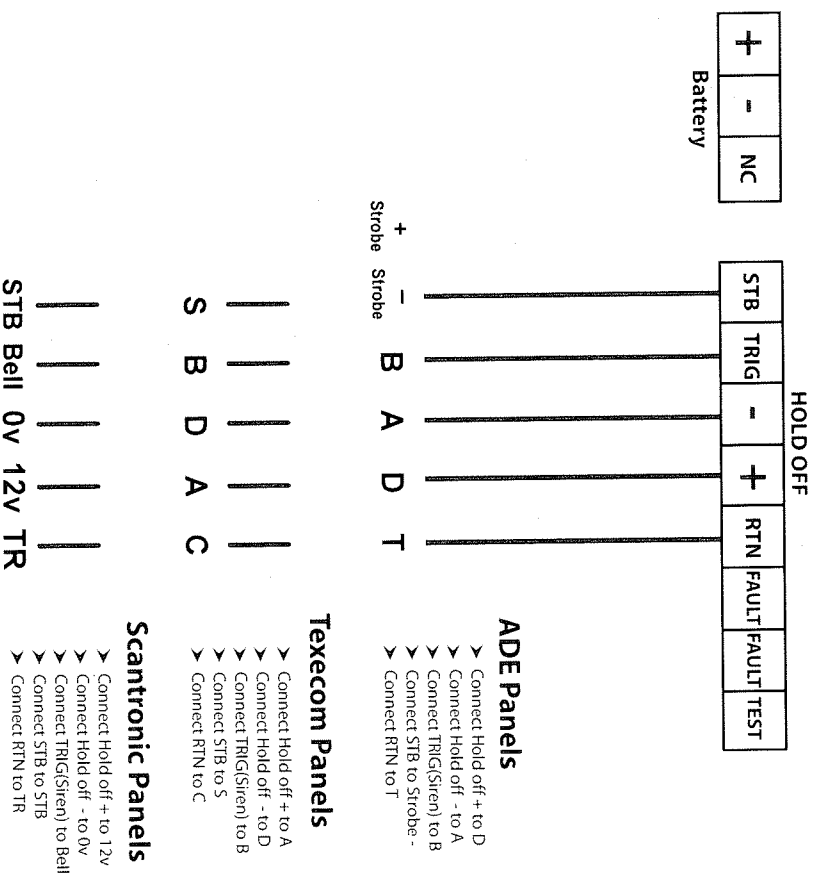 HOLD OFF
+ - NC STB TRIG - + RTN FAULT FAULT TEST
Battery
ADE Panels
➤ Connect Hold off + to D
➤ Connect Hold off - to A
➤ Connect TRIG(Siren) to B
➤ Connect STB to Strobe -
➤ Connect RTN to T
+ − B A D T
Strobe Strobe
Texecom Panels
➤ Connect Hold off + to A
➤ Connect Hold off - to D
➤ Connect TRIG(Siren) to B
➤ Connect STB to S
➤ Connect RTN to C
S B D A C
Scantronic Panels
➤ Connect Hold off + to 12v
➤ Connect Hold off - to 0v
➤ Connect TRIG(Siren) to Bell
➤ Connect STB to STB
➤ Connect RTN to TR
STB Bell 0v 12v TR